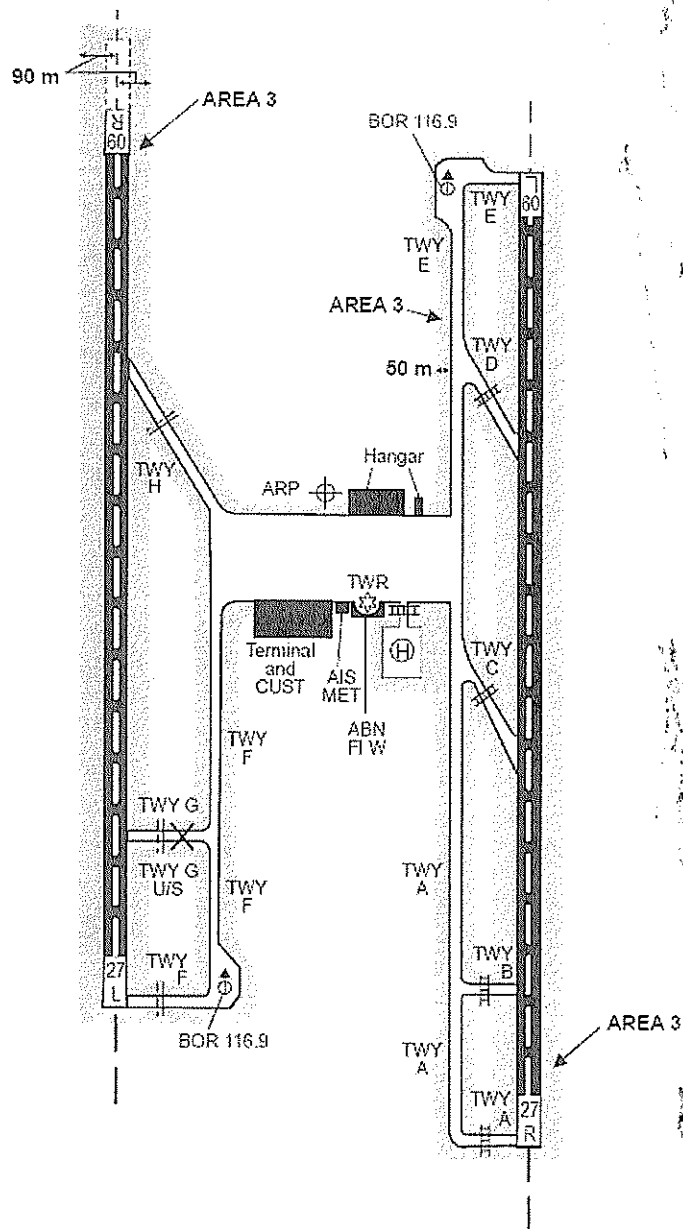 90 m
AREA 3
R
09
BOR 116.9
L
09
TWY
E
TWY
E
AREA 3
50 m
TWY
D
TWY
H
ARP
Hangar
TWR
Terminal
and
CUST
AIS
MET
H
ABN
FI W
TWY
C
TWY
F
TWY G
TWY G
U/S
TWY
F
TWY
A
TWY
B
27
L
TWY
F
BOR 116.9
AREA 3
TWY
A
TWY
A
27
R